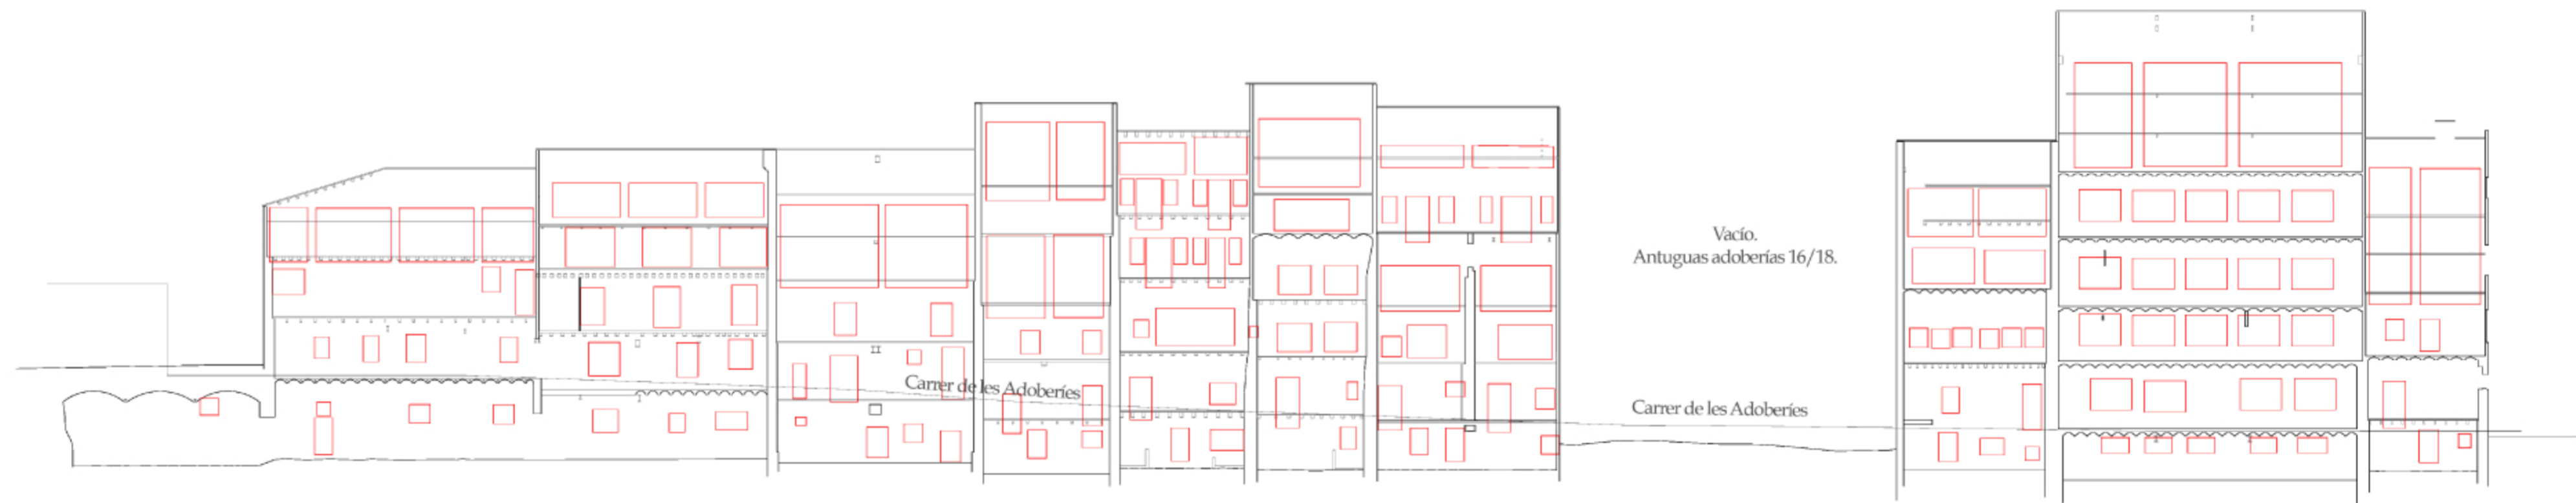 Vacío.
Antuguas adoberías 16/18.
Carrer de les Adoberíes
Carrer de les Adoberíes